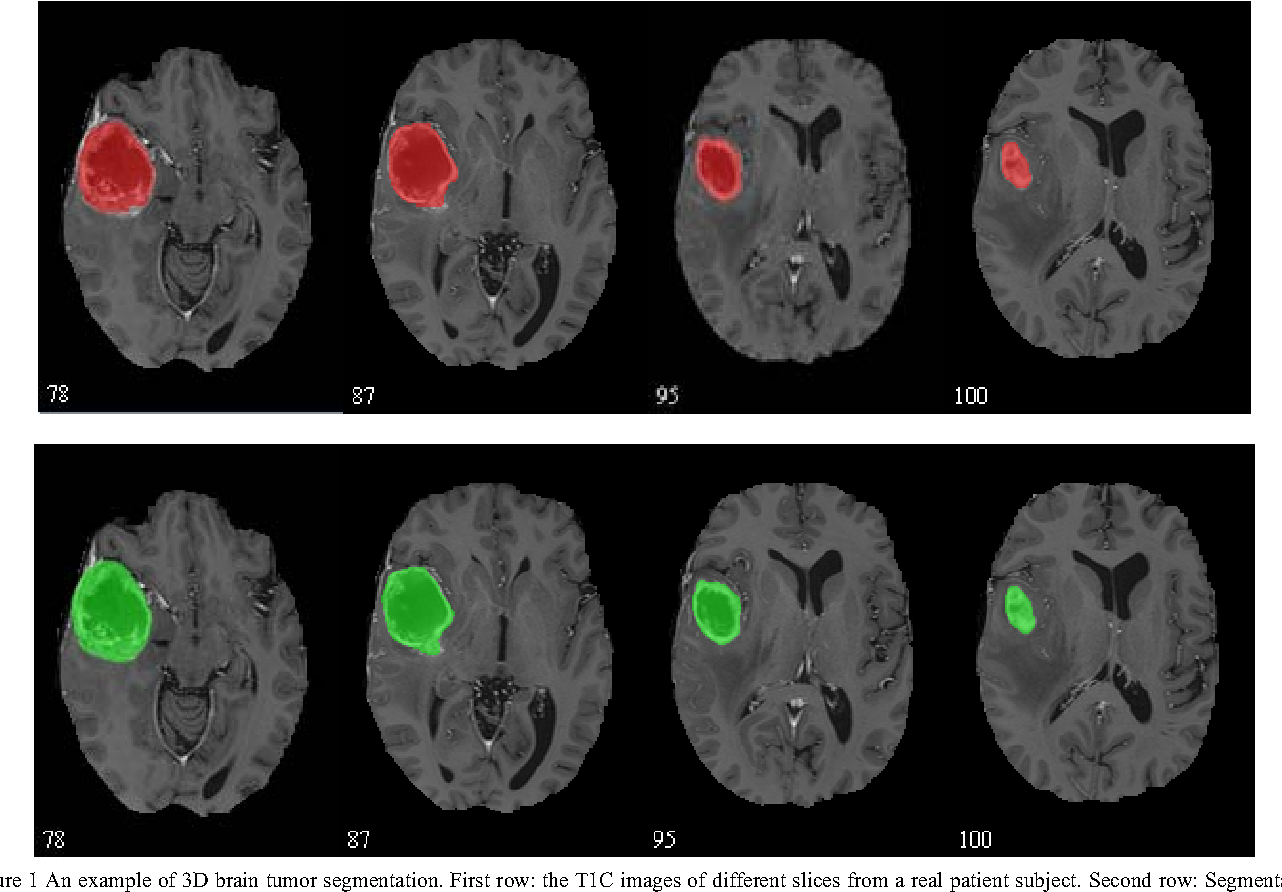 78 87 95 100
78 87 95 100
ure 1 An example of 3D brain tumor segmentation. First row: the T1C images of different slices from a real patient subject. Second row: Segment